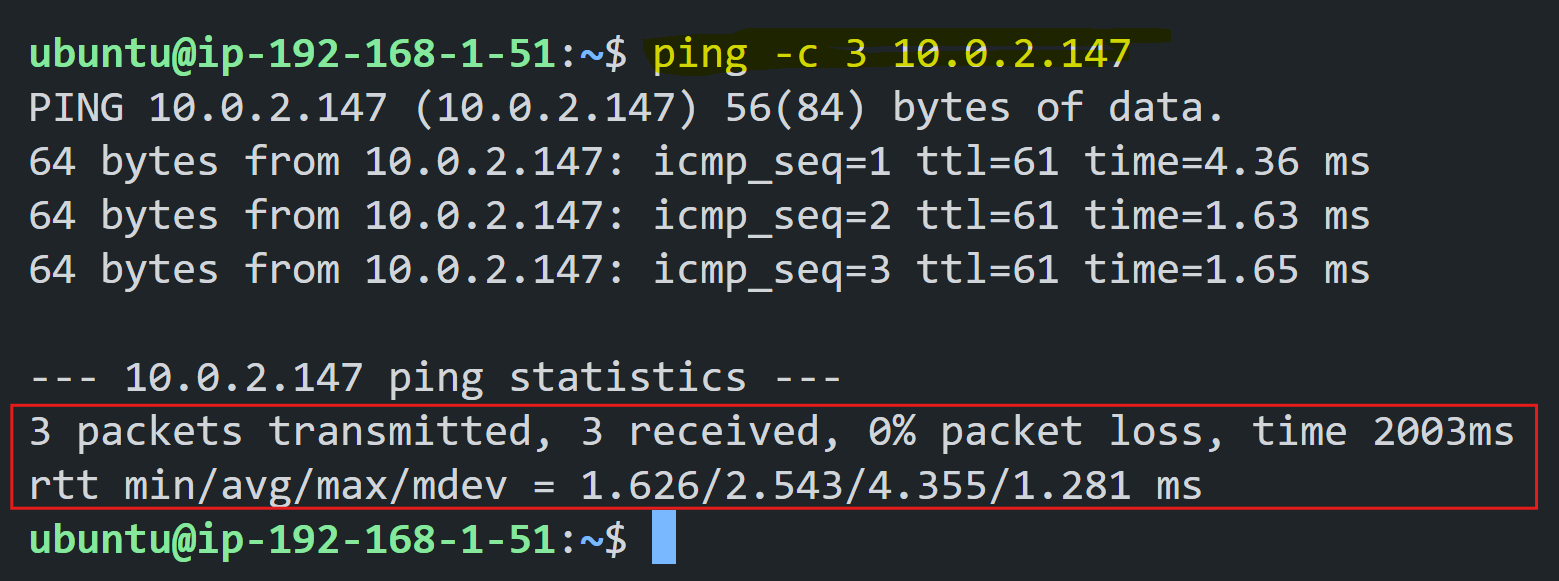 ubuntu@ip-192-168-1-51:~$ ping -c 3 10.0.2.147
PING 10.0.2.147 (10.0.2.147) 56(84) bytes of data.
64 bytes from 10.0.2.147: icmp_seq=1 ttl=61 time=4.36 ms
64 bytes from 10.0.2.147: icmp_seq=2 ttl=61 time=1.63 ms
64 bytes from 10.0.2.147: icmp_seq=3 ttl=61 time=1.65 ms
--- 10.0.2.147 ping statistics ---
3 packets transmitted, 3 received, 0% packet loss, time 2003ms
rtt min/avg/max/mdev = 1.626/2.543/4.355/1.281 ms
ubuntu@ip-192-168-1-51:~$